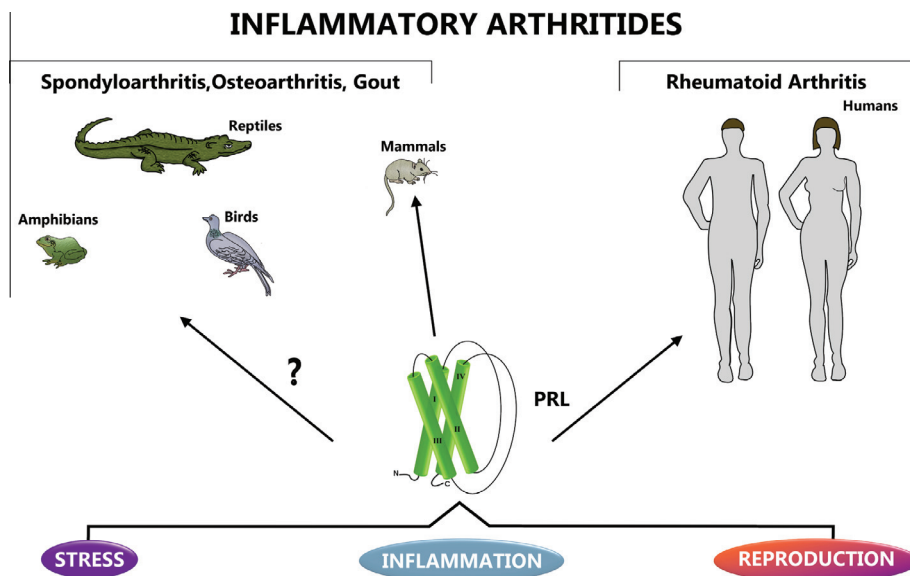 INFLAMMATORY ARTHRITIDES
Spondyloarthritis,Osteoarthritis, Gout
Rheumatoid Arthritis
Reptiles
Humans
Mammals
Amphibians
Birds
?
PRL
I
IV
II
III
N
C
STRESS
INFLAMMATION
REPRODUCTION